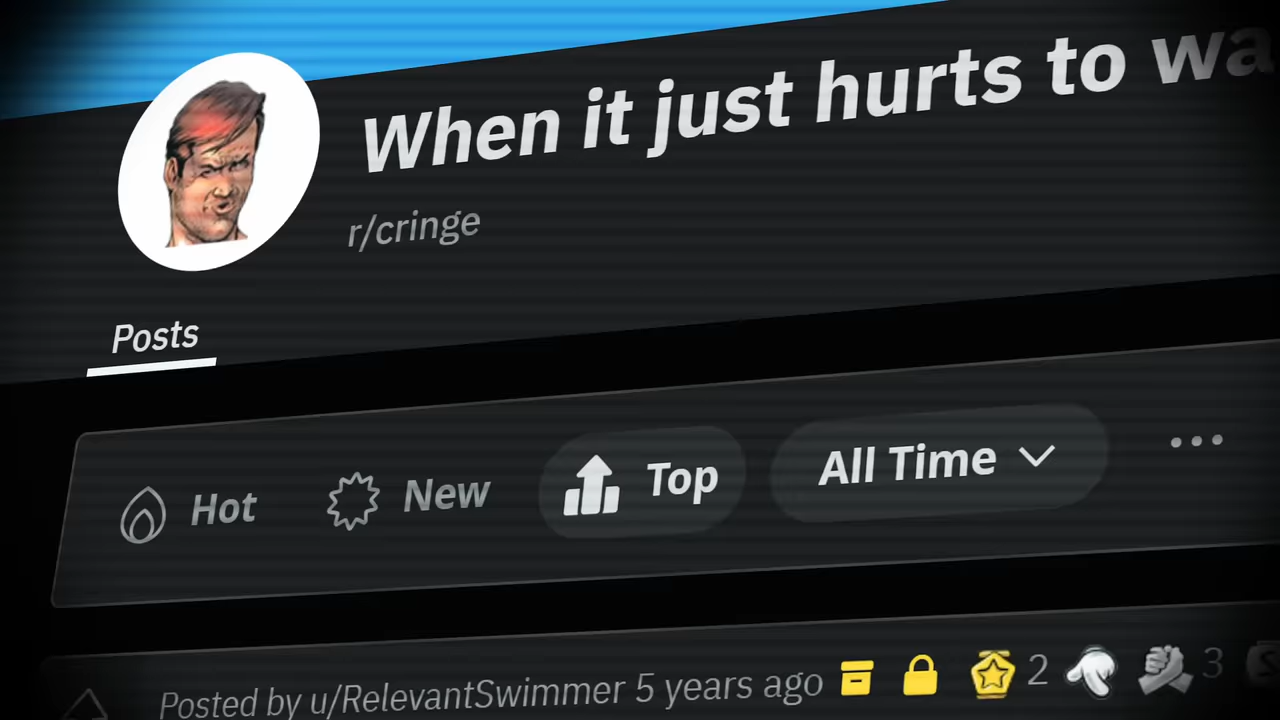 When it just hurts to wa
r/cringe
Posts
Hot
New
Top
All Time
Posted by u/RelevantSwimmer 5 years ago
2
3